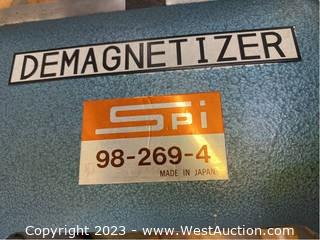 DEMAGNETIZER
SPi
98-269-4
MADE IN JAPAN
Copyright 2023 - www.WestAuction.com